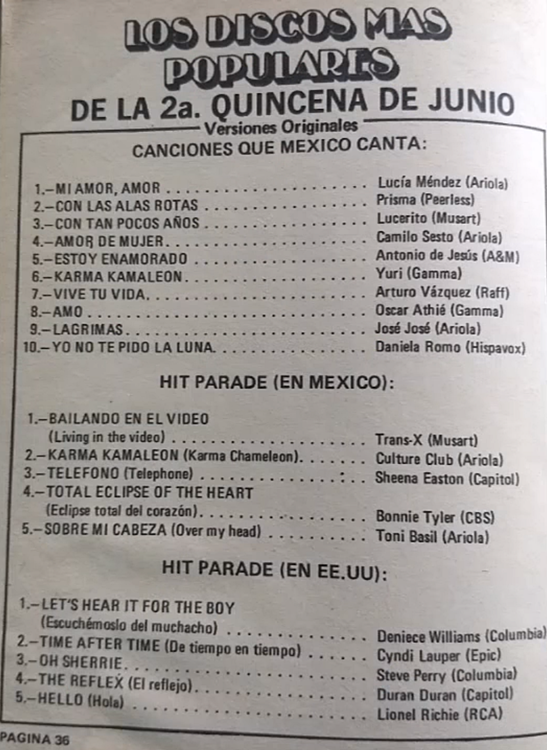 LOS DISCOS MAS
POPULARES
DE LA 2a. QUINCENA DE JUNIO
Versiones Originales
CANCIONES QUE MEXICO CANTA:
1.—MI AMOR, AMOR . . . . . . . . . . . . . . . . . . . . Lucía Méndez (Ariola)
2.—CON LAS ALAS ROTAS . . . . . . . . . . . . . . . . . Prisma (Peerless)
3.—CON TAN POCOS AÑOS . . . . . . . . . . . . . . . . . Lucerito (Musart)
4.—AMOR DE MUJER. . . . . . . . . . . . . . . . . . . . Camilo Sesto (Ariola)
5.—ESTOY ENAMORADO . . . . . . . . . . . . . . . . . . Antonio de Jesús (A&M)
6.—KARMA KAMALEON. . . . . . . . . . . . . . . . . . . Yuri (Gamma)
7.—VIVE TU VIDA. . . . . . . . . . . . . . . . . . . . . . Arturo Vázquez (Raff)
8.—AMO . . . . . . . . . . . . . . . . . . . . . . . . . . . Oscar Athié (Gamma)
9.—LAGRIMAS . . . . . . . . . . . . . . . . . . . . . . . . José José (Ariola)
10.—YO NO TE PIDO LA LUNA. . . . . . . . . . . . . . . . Daniela Romo (Hispavox)
HIT PARADE (EN MEXICO):
1.—BAILANDO EN EL VIDEO
(Living in the video) . . . . . . . . . . . . . . . . . . . Trans-X (Musart)
2.—KARMA KAMALEON (Karma Chameleon). . . . . . . Culture Club (Ariola)
3.—TELEFONO (Telephone) . . . . . . . . . . . . . . . . . Sheena Easton (Capitol)
4.—TOTAL ECLIPSE OF THE HEART
(Eclipse total del corazón). . . . . . . . . . . . . . . . . Bonnie Tyler (CBS)
5.—SOBRE MI CABEZA (Over my head) . . . . . . . . . . Toni Basil (Ariola)
HIT PARADE (EN EE.UU):
1.—LET'S HEAR IT FOR THE BOY
(Escuchémoslo del muchacho) . . . . . . . . . . . . . . Deniece Williams (Columbia)
2.—TIME AFTER TIME (De tiempo en tiempo) . . . . . . Cyndi Lauper (Epic)
3.—OH SHERRIE. . . . . . . . . . . . . . . . . . . . . . . . Steve Perry (Columbia)
4.—THE REFLEX (El reflejo). . . . . . . . . . . . . . . . . Duran Duran (Capitol)
5.—HELLO (Hola) . . . . . . . . . . . . . . . . . . . . . . . Lionel Richie (RCA)
PAGINA 36